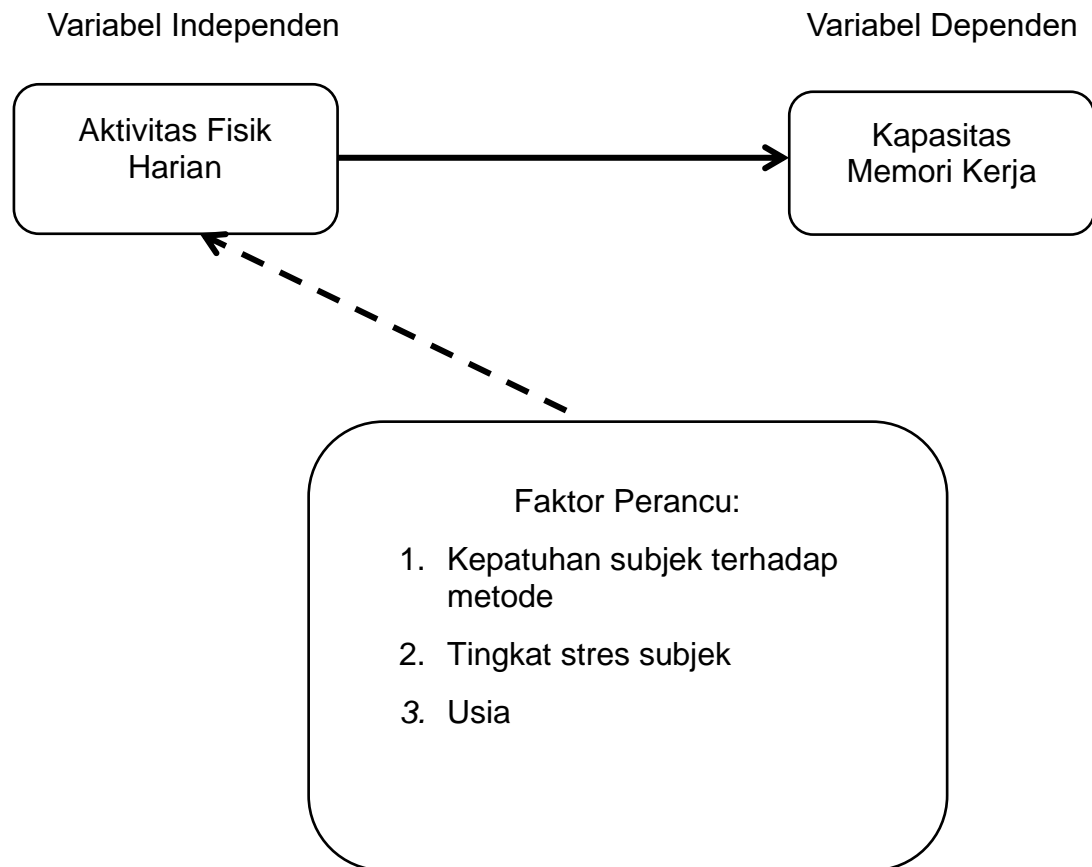 Variabel Independen
Variabel Dependen
Aktivitas Fisik
Harian
Kapasitas
Memori Kerja
Faktor Perancu:
1. Kepatuhan subjek terhadap
metode
2. Tingkat stres subjek
3. Usia